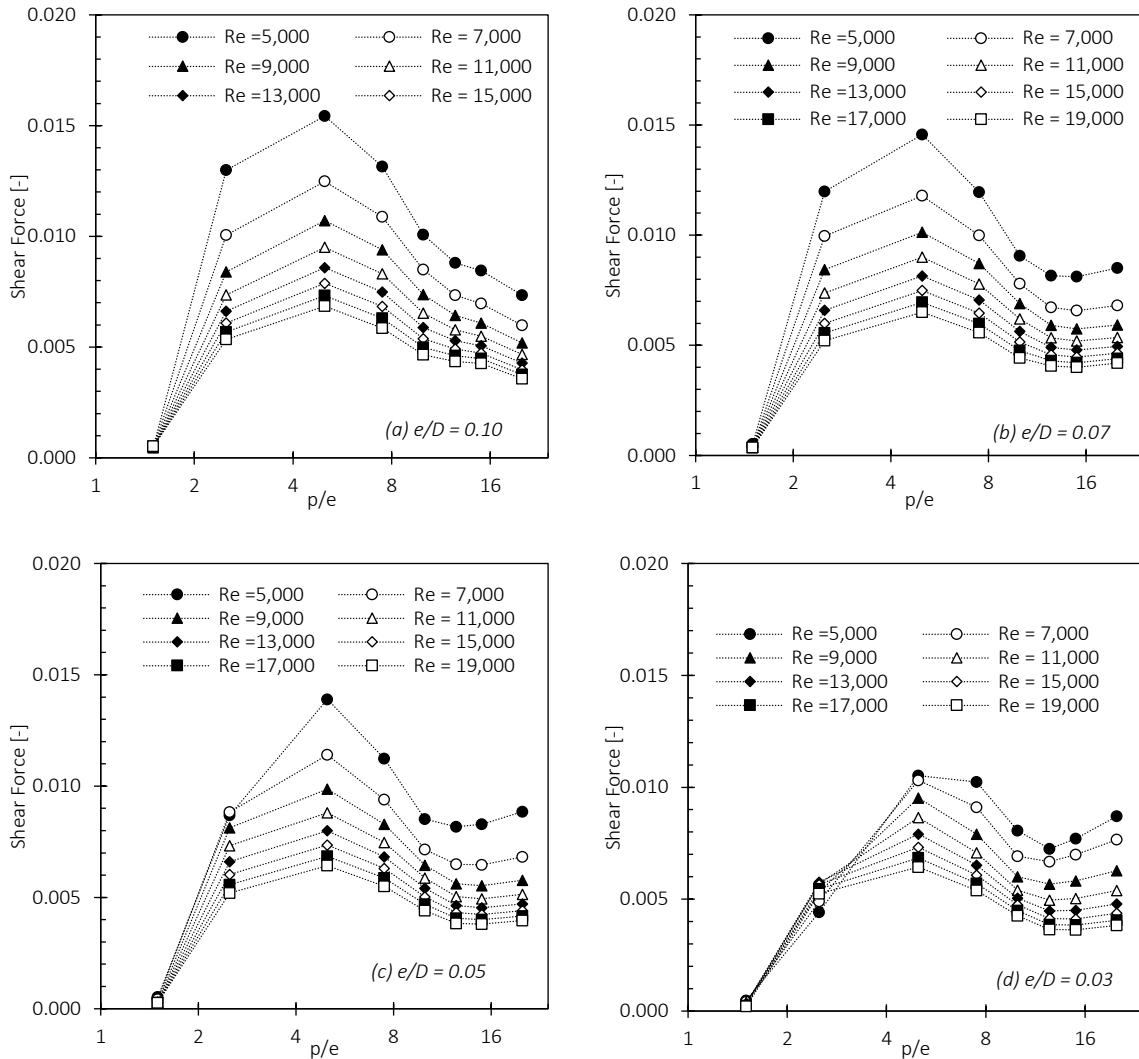 0.020
0.015
0.010
0.005
0.000
Shear Force [-]
Re =5,000 Re = 7,000
Re =9,000 Re = 11,000
Re =13,000 Re = 15,000
(a) e/D = 0.10
1 2 4 8 16
p/e
0.020
0.015
0.010
0.005
0.000
Shear Force [-]
Re =5,000 Re = 7,000
Re =9,000 Re = 11,000
Re =13,000 Re = 15,000
Re =17,000 Re = 19,000
(b) e/D = 0.07
1 2 4 8 16
p/e
0.020
0.015
0.010
0.005
0.000
Shear Force [-]
Re =5,000 Re = 7,000
Re =9,000 Re = 11,000
Re =13,000 Re = 15,000
Re =17,000 Re = 19,000
(c) e/D = 0.05
1 2 4 8 16
p/e
0.020
0.015
0.010
0.005
0.000
Shear Force [-]
Re =5,000 Re = 7,000
Re =9,000 Re = 11,000
Re =13,000 Re = 15,000
Re =17,000 Re = 19,000
(d) e/D = 0.03
1 2 4 8 16
p/e